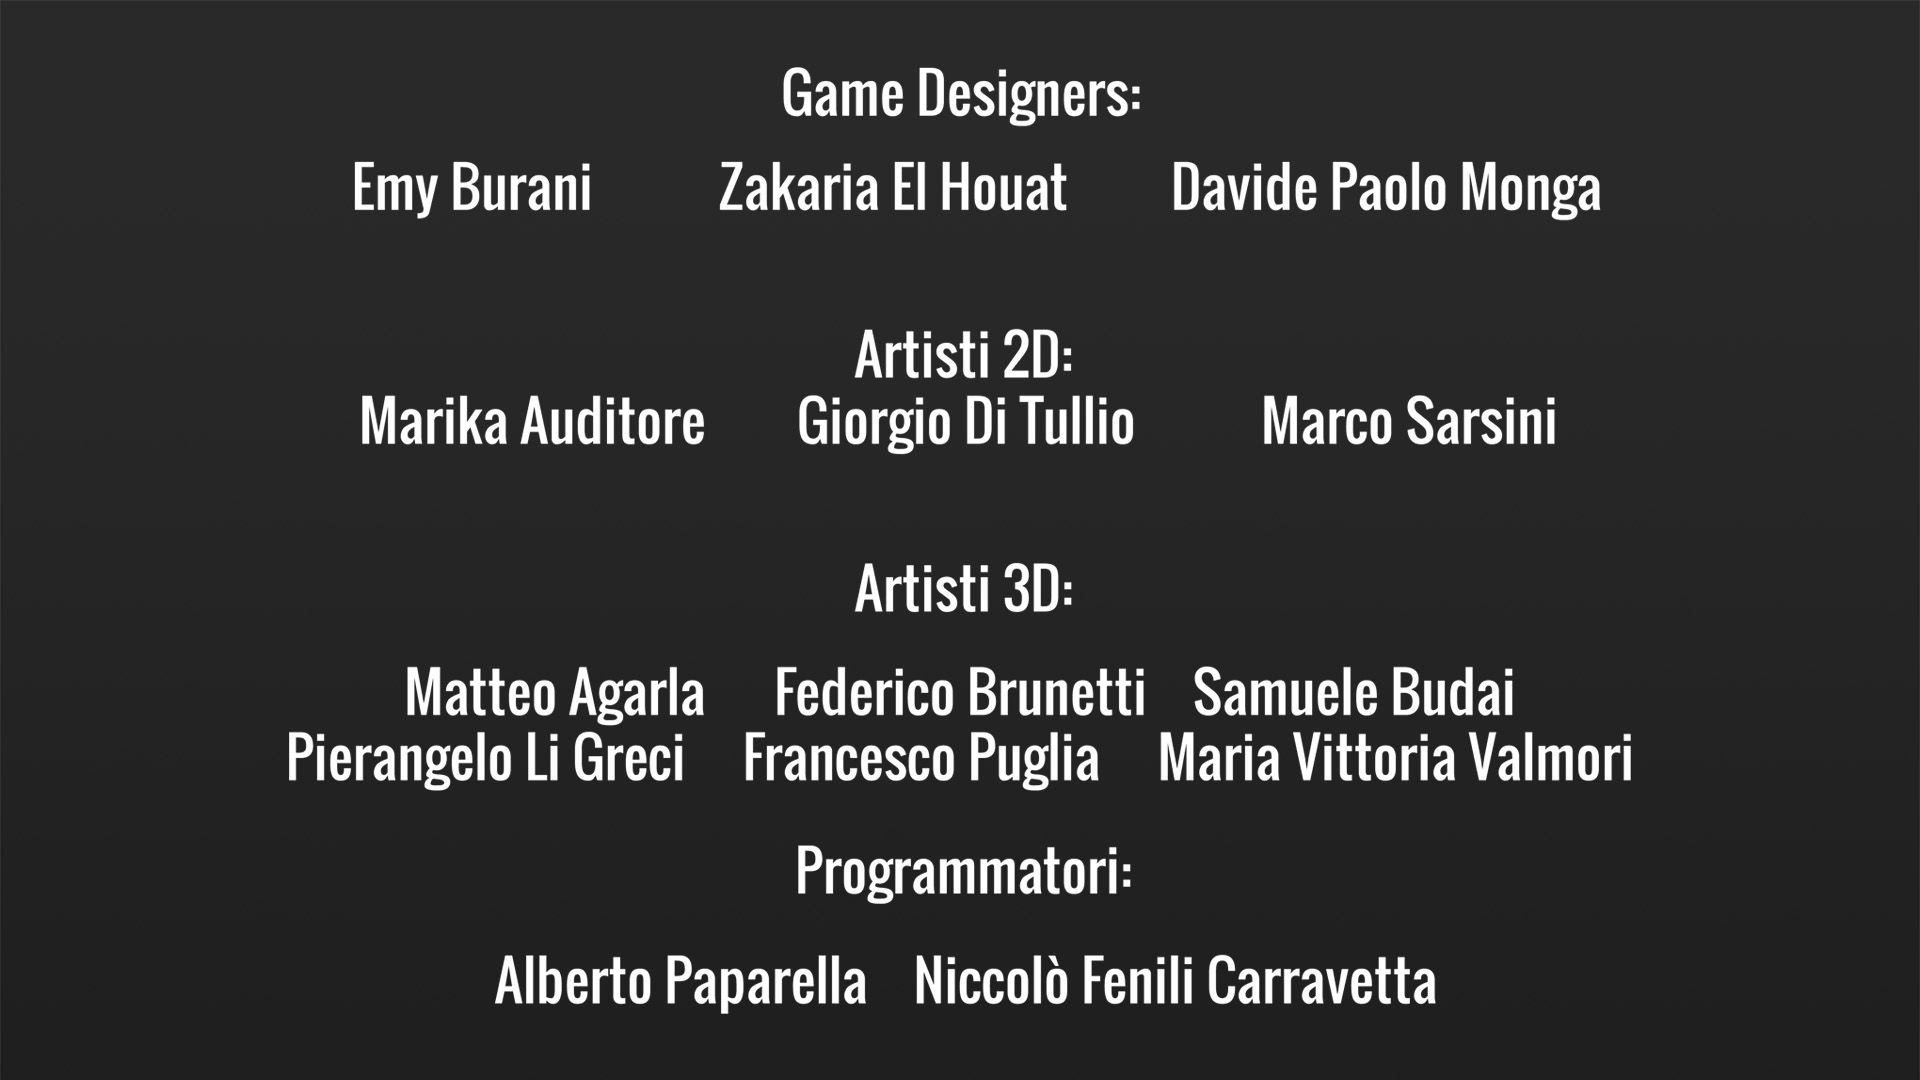 Game Designers:
Emy Burani Zakaria El Houat Davide Paolo Monga
Artisti 2D:
Marika Auditore Giorgio Di Tullio Marco Sarsini
Artisti 3D:
Matteo Agarla Federico Brunetti Samuele Budai
Pierangelo Li Greci Francesco Puglia Maria Vittoria Valmori
Programmatori:
Alberto Paparella Niccolò Fenili Carravetta